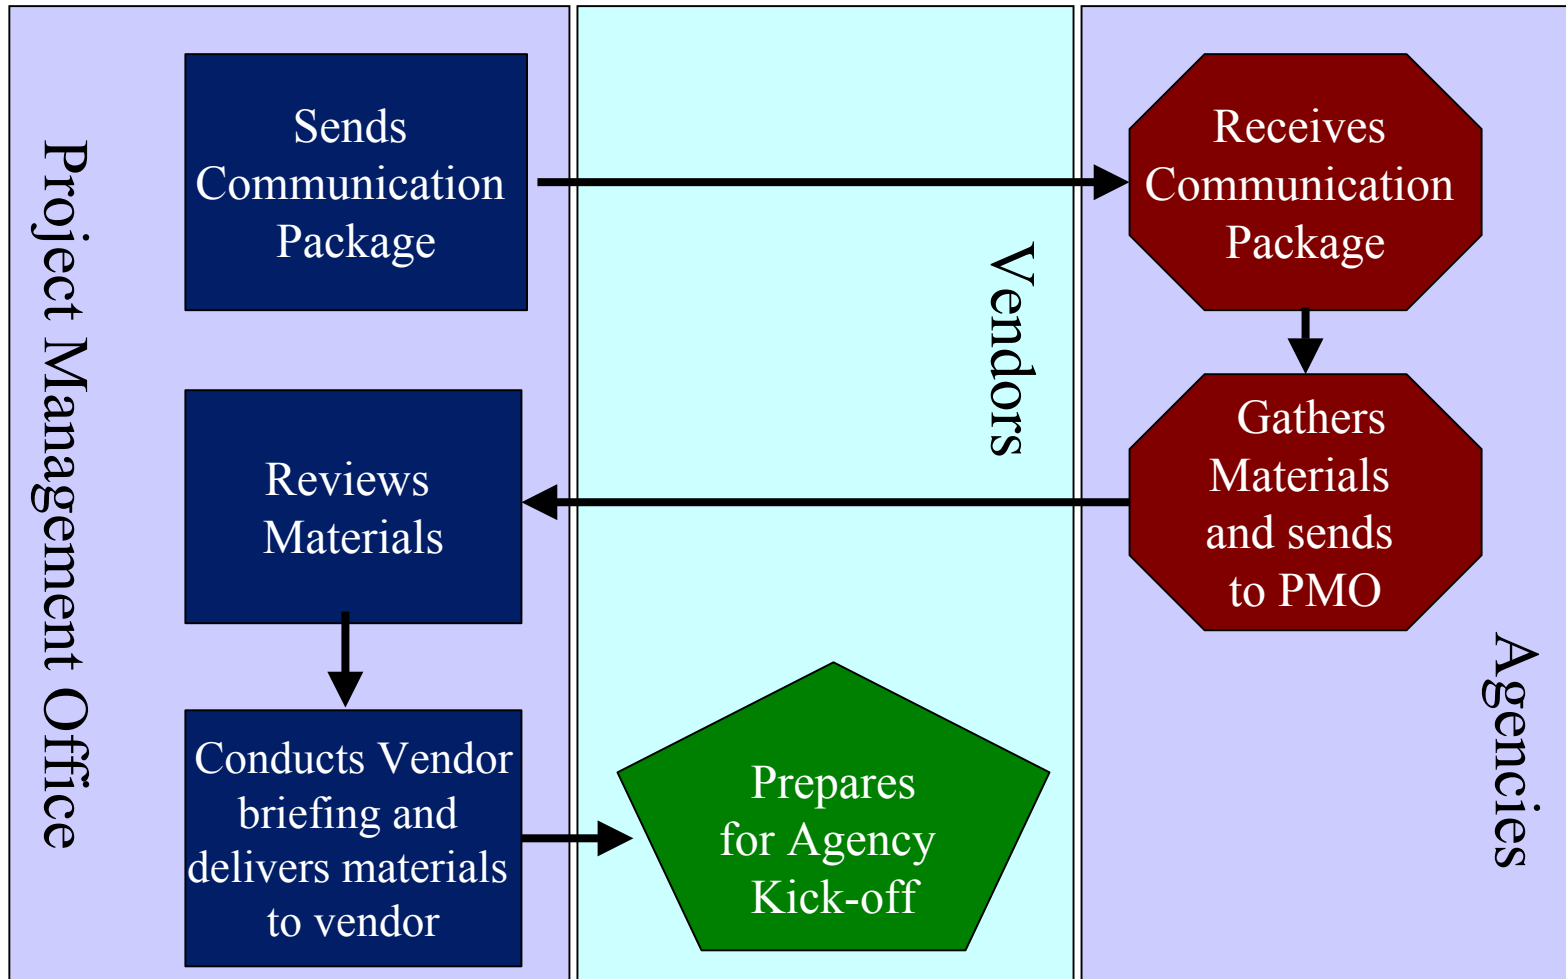 Project Management Office
Sends
Communication
Package
Vendors
Receives
Communication
Package
Reviews
Materials
Gathers
Materials
and sends
to PMO
Agencies
Conducts Vendor
briefing and
delivers materials
to vendor
Prepares
for Agency
Kick-off